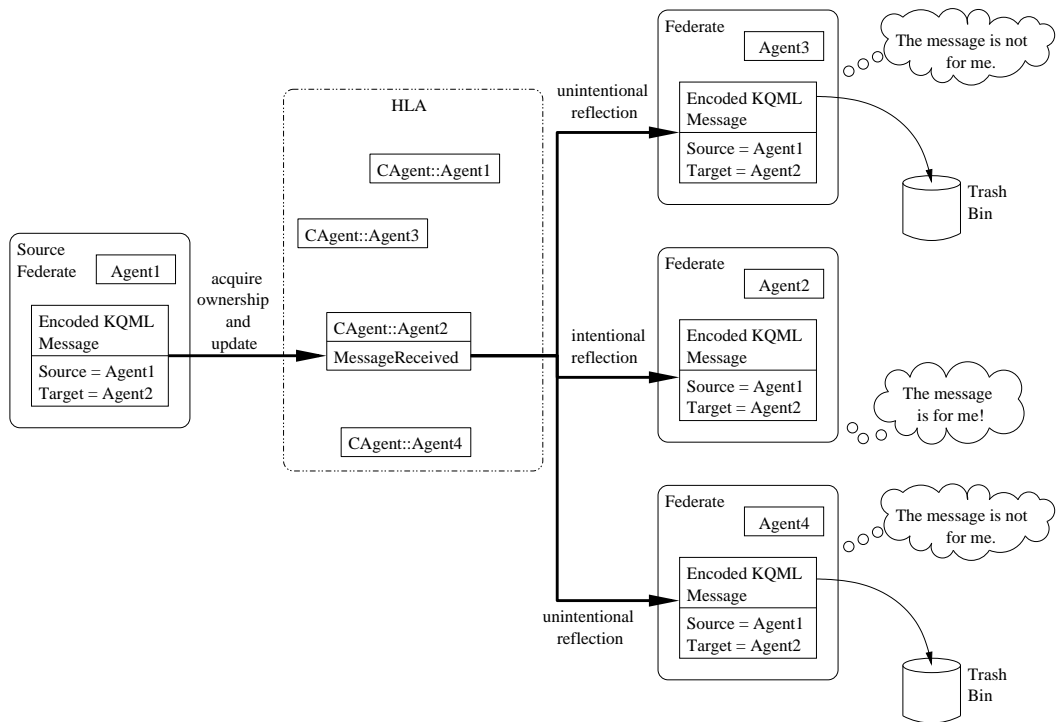 Source
Federate
Agent1
Encoded KQML
Message
Source = Agent1
Target = Agent2
acquire
ownership
and
update
HLA
CAgent::Agent1
CAgent::Agent3
CAgent::Agent2
MessageReceived
CAgent::Agent4
unintentional
reflection
Federate
Agent3
Encoded KQML
Message
Source = Agent1
Target = Agent2
The message is not
for me.
Trash
Bin
intentional
reflection
Federate
Agent2
Encoded KQML
Message
Source = Agent1
Target = Agent2
The message
is for me!
unintentional
reflection
Federate
Agent4
Encoded KQML
Message
Source = Agent1
Target = Agent2
The message is not
for me.
Trash
Bin